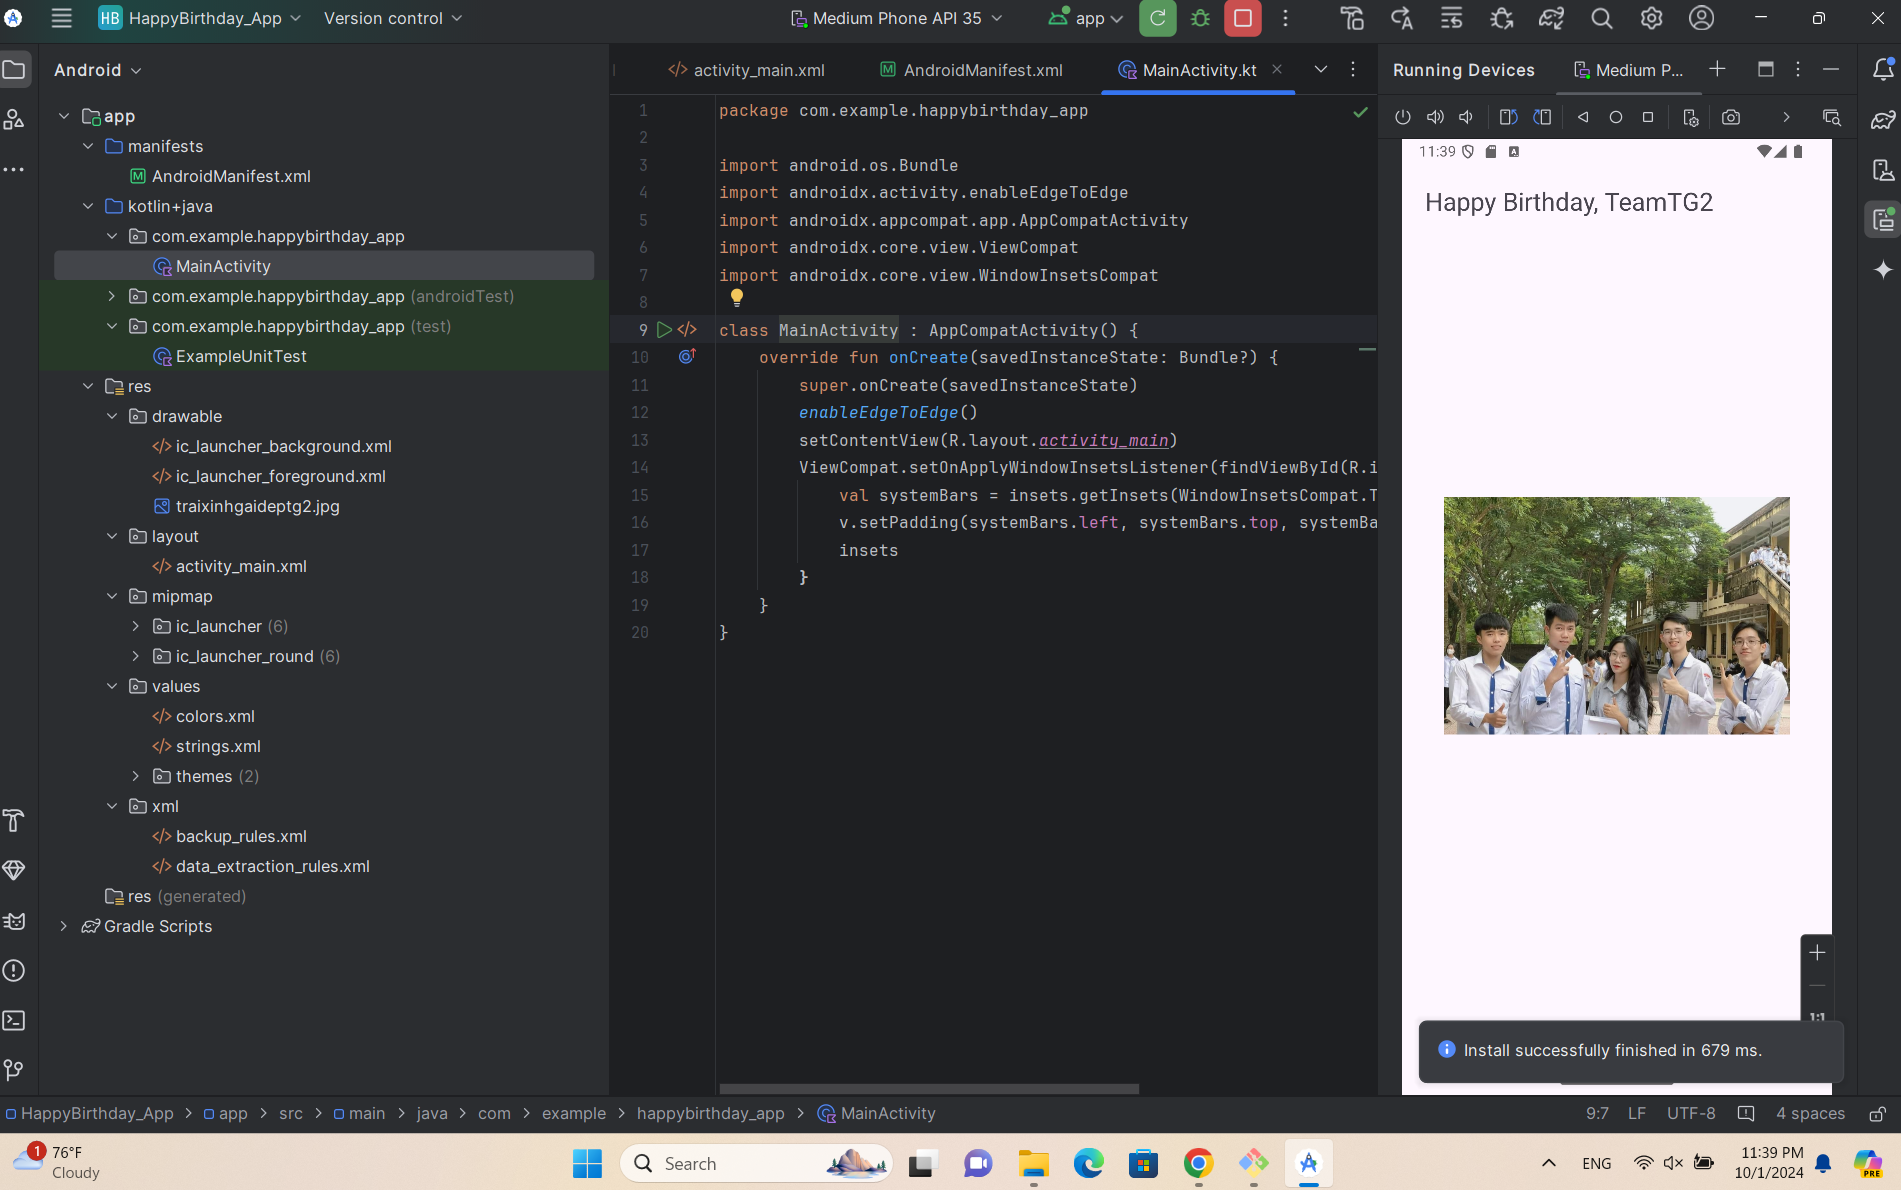 HB HappyBirthday_App Version control Medium Phone API 35 app
Android
app
manifests
AndroidManifest.xml
kotlin+java
com.example.happybirthday_app
MainActivity
com.example.happybirthday_app (androidTest)
com.example.happybirthday_app (test)
ExampleUnitTest
res
drawable
ic_launcher_background.xml
ic_launcher_foreground.xml
traixinhgaideptg2.jpg
layout
activity_main.xml
mipmap
ic_launcher (6)
ic_launcher_round (6)
values
colors.xml
strings.xml
themes (2)
xml
backup_rules.xml
data_extraction_rules.xml
res (generated)
Gradle Scripts
activity_main.xml AndroidManifest.xml MainActivity.kt
1 package com.example.happybirthday_app
2
3 import android.os.Bundle
4 import androidx.activity.enableEdgeToEdge
5 import androidx.appcompat.app.AppCompatActivity
6 import androidx.core.view.ViewCompat
7 import androidx.core.view.WindowInsetsCompat
8
9 class MainActivity : AppCompatActivity() {
10 override fun onCreate(savedInstanceState: Bundle?) {
11 super.onCreate(savedInstanceState)
12 enableEdgeToEdge()
13 setContentView(R.layout.activity_main)
14 ViewCompat.setOnApplyWindowInsetsListener(findViewById(R.i
15 val systemBars = insets.getInsets(WindowInsetsCompat.T
16 v.setPadding(systemBars.left, systemBars.top, systemBa
17 insets
18 }
19 }
20 }
Running Devices Medium P...
11:39
Happy Birthday, TeamTG2
1:1
Install successfully finished in 679 ms.
HappyBirthday_App > app > src > main > java > com > example > happybirthday_app > MainActivity
9:7 LF UTF-8 4 spaces
1
76°F
Cloudy
Search
ENG
11:39 PM
10/1/2024
PRE